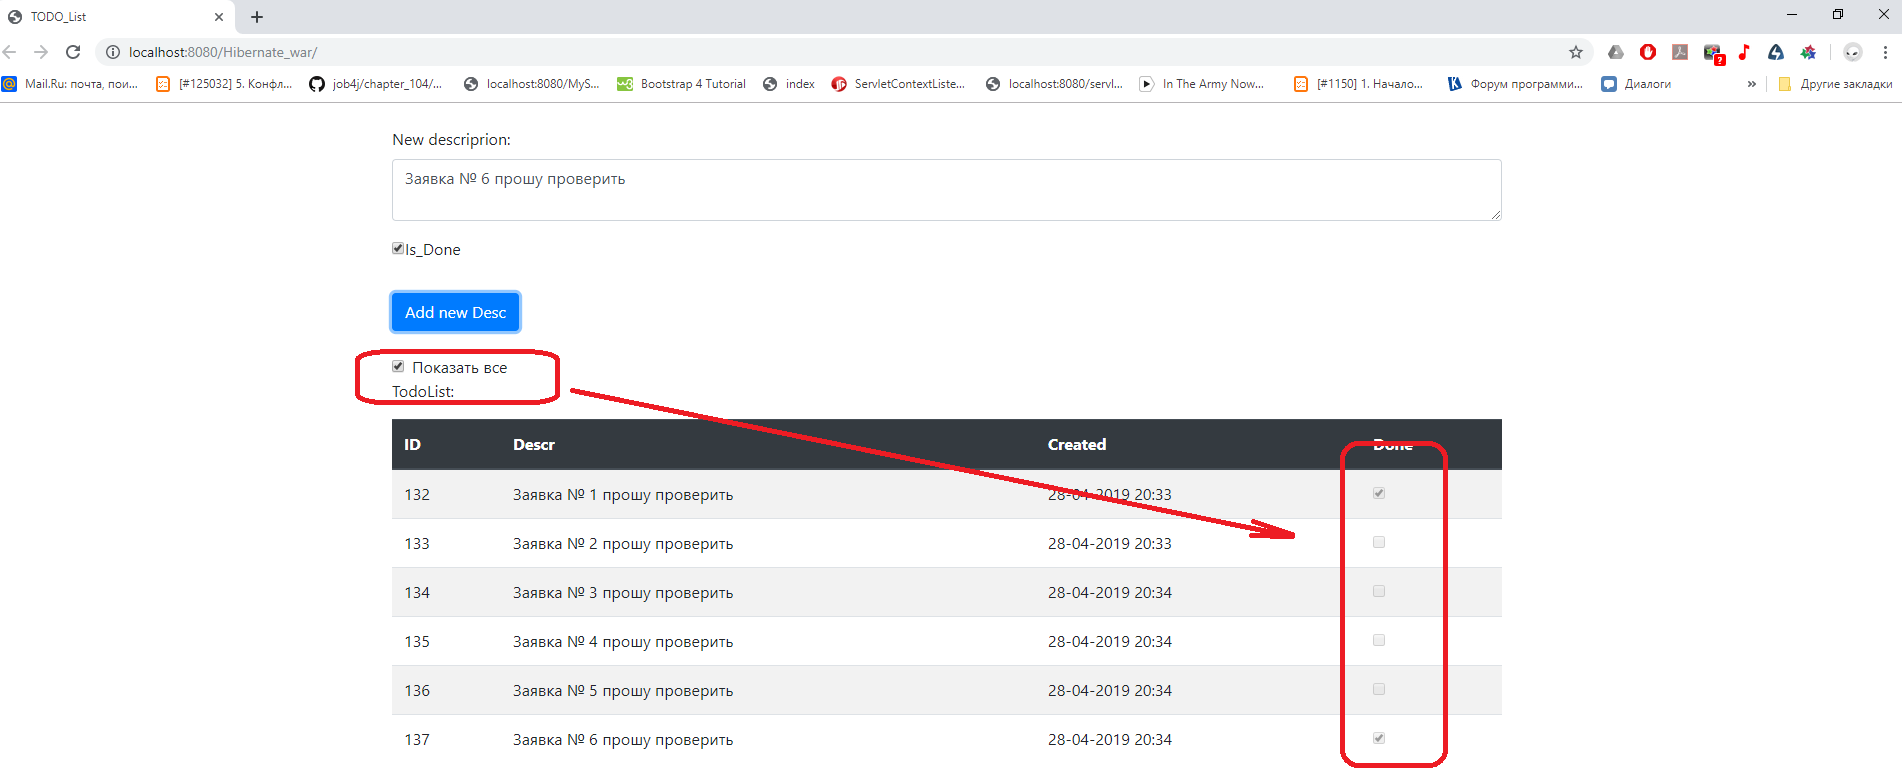 TODO_List
localhost:8080/Hibernate_war/
Mail.Ru: почта, пои... [#125032] 5. Конфл... job4j/chapter_104/... localhost:8080/MyS... Bootstrap 4 Tutorial index ServletContextListe... localhost:8080/servl... In The Army Now... [#1150] 1. Начало... Форум программи... Диалоги » Другие закладки
New descriprion:
Заявка № 6 прошу проверить
Is_Done
Add new Desc
Показать все
TodoList:
ID Descr Created Done
132 Заявка № 1 прошу проверить 28-04-2019 20:33
133 Заявка № 2 прошу проверить 28-04-2019 20:33
134 Заявка № 3 прошу проверить 28-04-2019 20:34
135 Заявка № 4 прошу проверить 28-04-2019 20:34
136 Заявка № 5 прошу проверить 28-04-2019 20:34
137 Заявка № 6 прошу проверить 28-04-2019 20:34